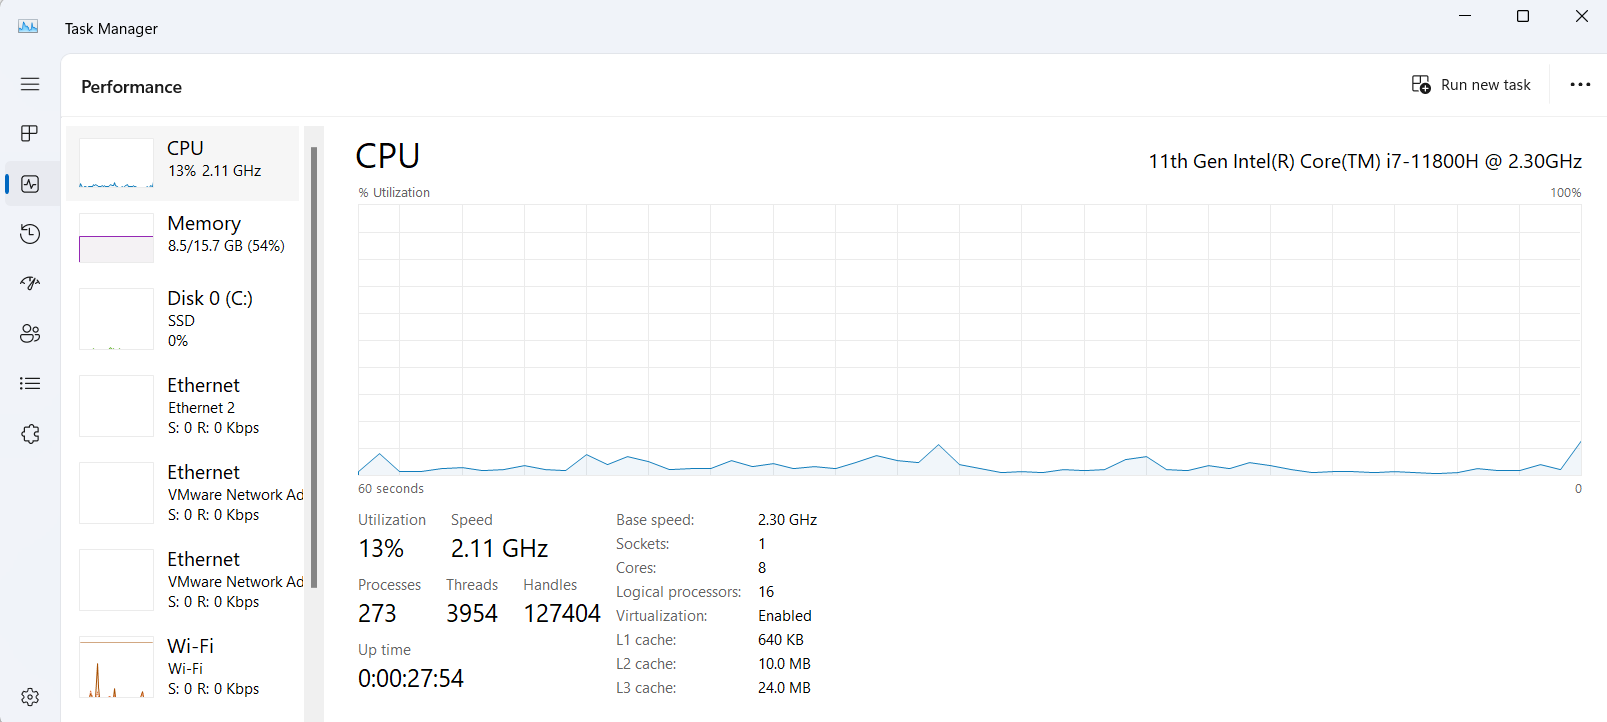 Task Manager
Performance
Run new task
CPU
13% 2.11 GHz
Memory
8.5/15.7 GB (54%)
Disk 0 (C:)
SSD
0%
Ethernet
Ethernet 2
S: 0 R: 0 Kbps
Ethernet
VMware Network Ad
S: 0 R: 0 Kbps
Ethernet
VMware Network Ad
S: 0 R: 0 Kbps
Wi-Fi
Wi-Fi
S: 0 R: 0 Kbps
CPU
11th Gen Intel(R) Core(TM) i7-11800H @ 2.30GHz
% Utilization 100%
60 seconds 0
Utilization Speed
13% 2.11 GHz
Processes Threads Handles
273 3954 127404
Up time
0:00:27:54
Base speed: 2.30 GHz
Sockets: 1
Cores: 8
Logical processors: 16
Virtualization: Enabled
L1 cache: 640 KB
L2 cache: 10.0 MB
L3 cache: 24.0 MB